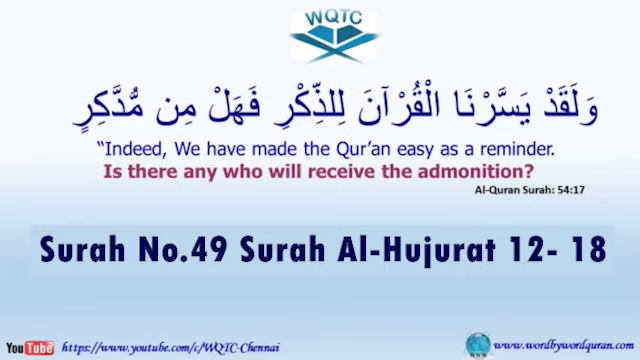 WQTC
وَلَقَدْ يَسَّرْنَا الْقُرْآنَ لِلذِّكْرِ فَهَلْ مِن مُّدَّكِرٍ
“Indeed, We have made the Qur’an easy as a reminder.
Is there any who will receive the admonition?
Al-Quran Surah: 54:17
Surah No.49 Surah Al-Hujurat 12- 18
YouTube https://www.youtube.com/c/WQTC-Chennai
www.wordbywordquran.com